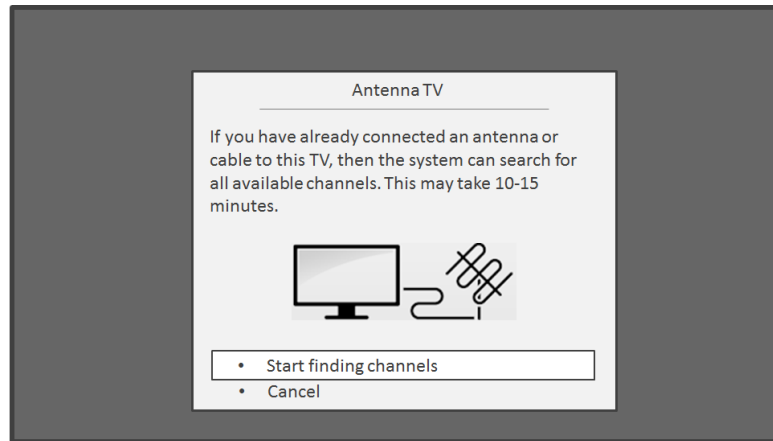 Antenna TV
If you have already connected an antenna or
cable to this TV, then the system can search for
all available channels. This may take 10-15
minutes.
• Start finding channels
• Cancel